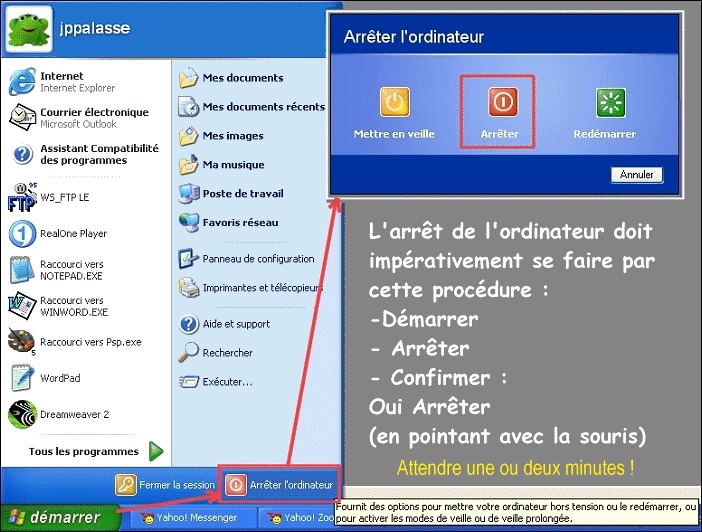 jppalasse
Internet
Internet Explorer
Courrier électronique
Microsoft Outlook
Assistant Compatibilité
des programmes
95
FTP
WS_FTP LE
RealOne Player
Raccourci vers
NOTEPAD.EXE
Raccourci vers
WINWORD.EXE
5
Raccourci vers Psp.exe
WordPad
Dreamweaver 2
Tous les programmes
Mes documents
Mes documents récents
Mes images
Ma musique
Poste de travail
Favoris réseau
Panneau de configuration
Imprimantes et télécopieurs
Aide et support
Rechercher
Exécuter...
Fermer la session
Arrêter l'ordinateur
démarrer
Yahoo! Messenger
Yahoo! Zoo
Arrêter l'ordinateur
Mettre en veille
Arrêter
Redémarrer
Annuler
L'arrêt de l'ordinateur doit
impérativement se faire par
cette procédure :
-Démarrer
- Arrêter
- Confirmer :
Oui Arrêter
(en pointant avec la souris)
Attendre une ou deux minutes !
Fournit des options pour mettre votre ordinateur hors tension ou le redémarrer, ou
pour activer les modes de veille ou de veille prolongée.